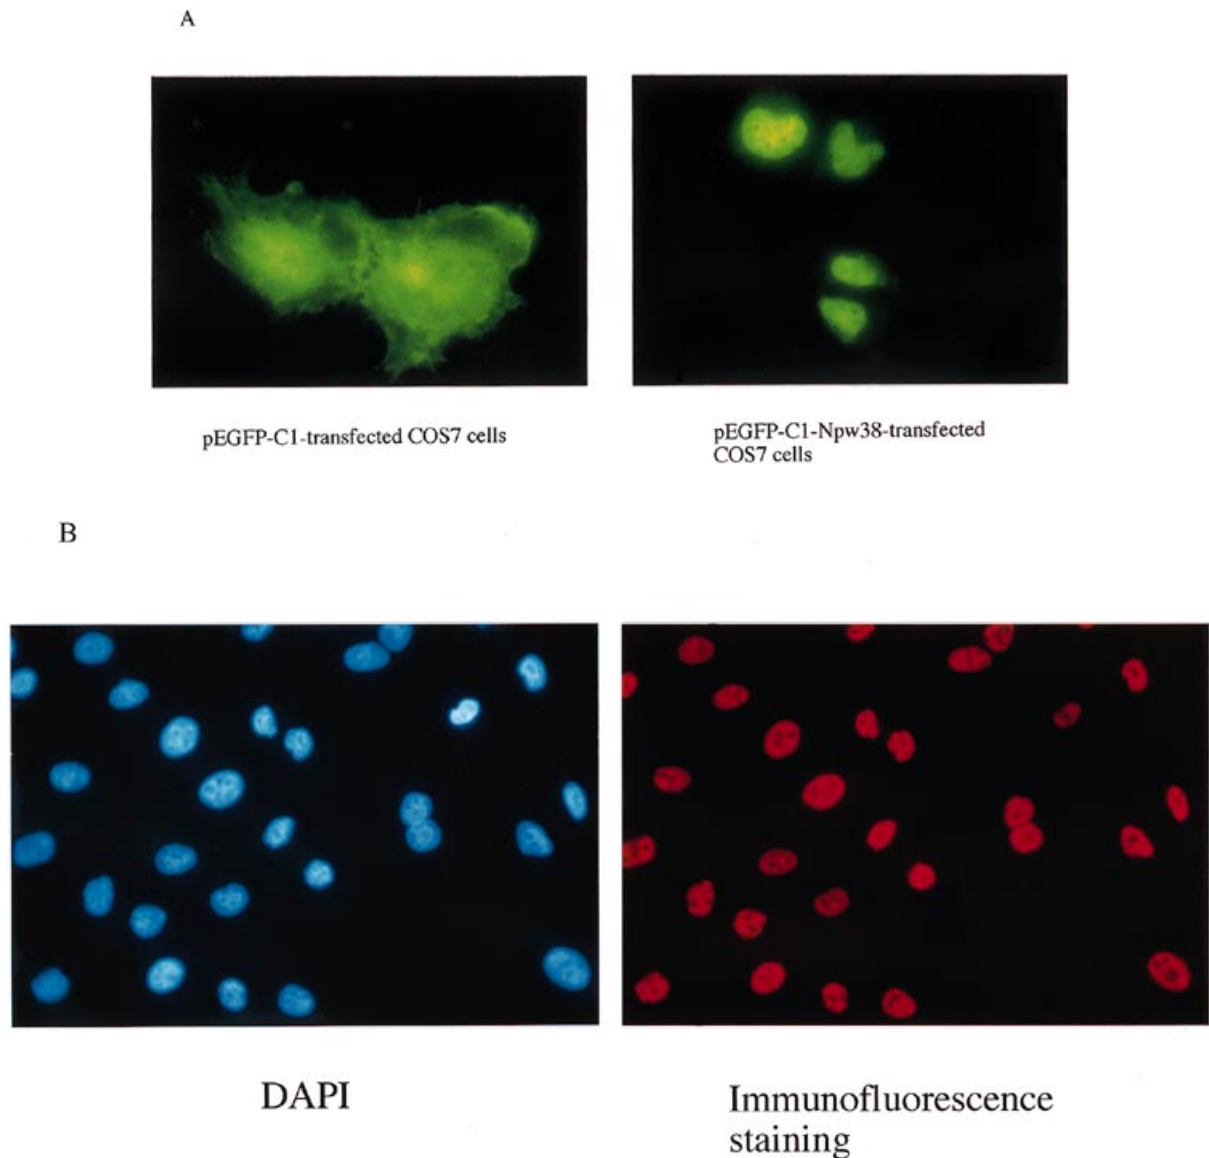 A
pEGFP-C1-transfected COS7 cells
pEGFP-C1-Npw38-transfected
COS7 cells
B
DAPI
Immunofluorescence
staining